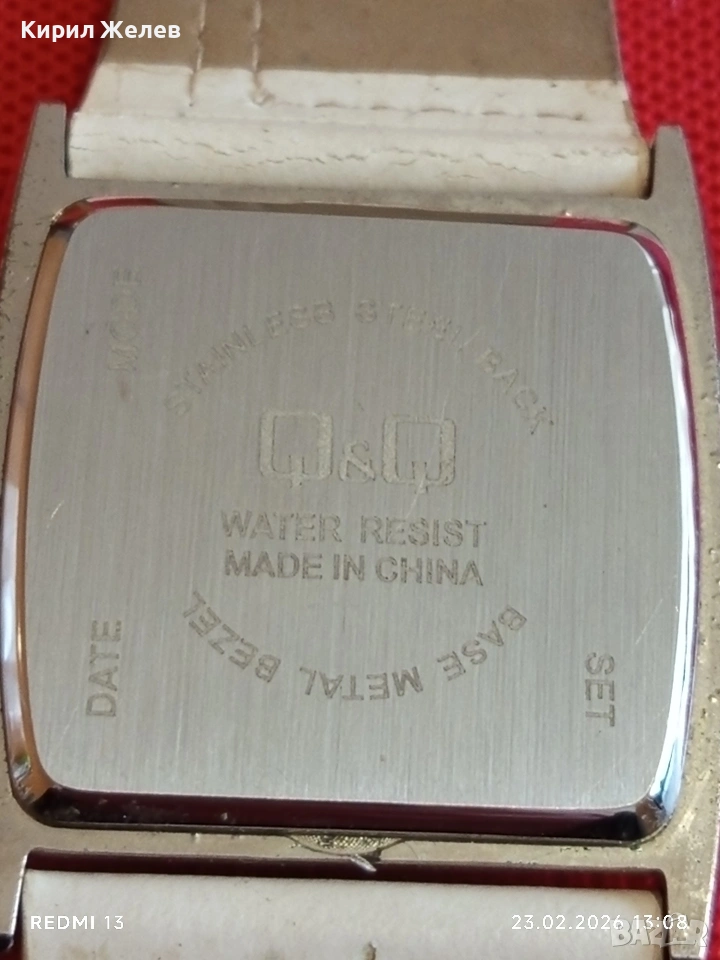 Кирил Желев
MODE
STAINLESS STEEL BACK
Q&Q
WATER RESIST
MADE IN CHINA
BASE METAL BEZEL
DATE
SET
REDMI 13
23.02.2026 13:08
BAZAR